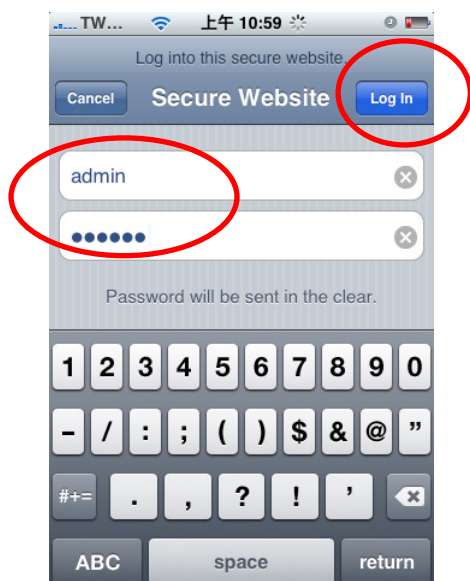 TW... 上午 10:59
Log into this secure website.
Cancel Secure Website Log In
admin
●●●●●●
Password will be sent in the clear.
1 2 3 4 5 6 7 8 9 0
- / : ; ( ) $ & @ "
#+= . , ? ! '
ABC space return